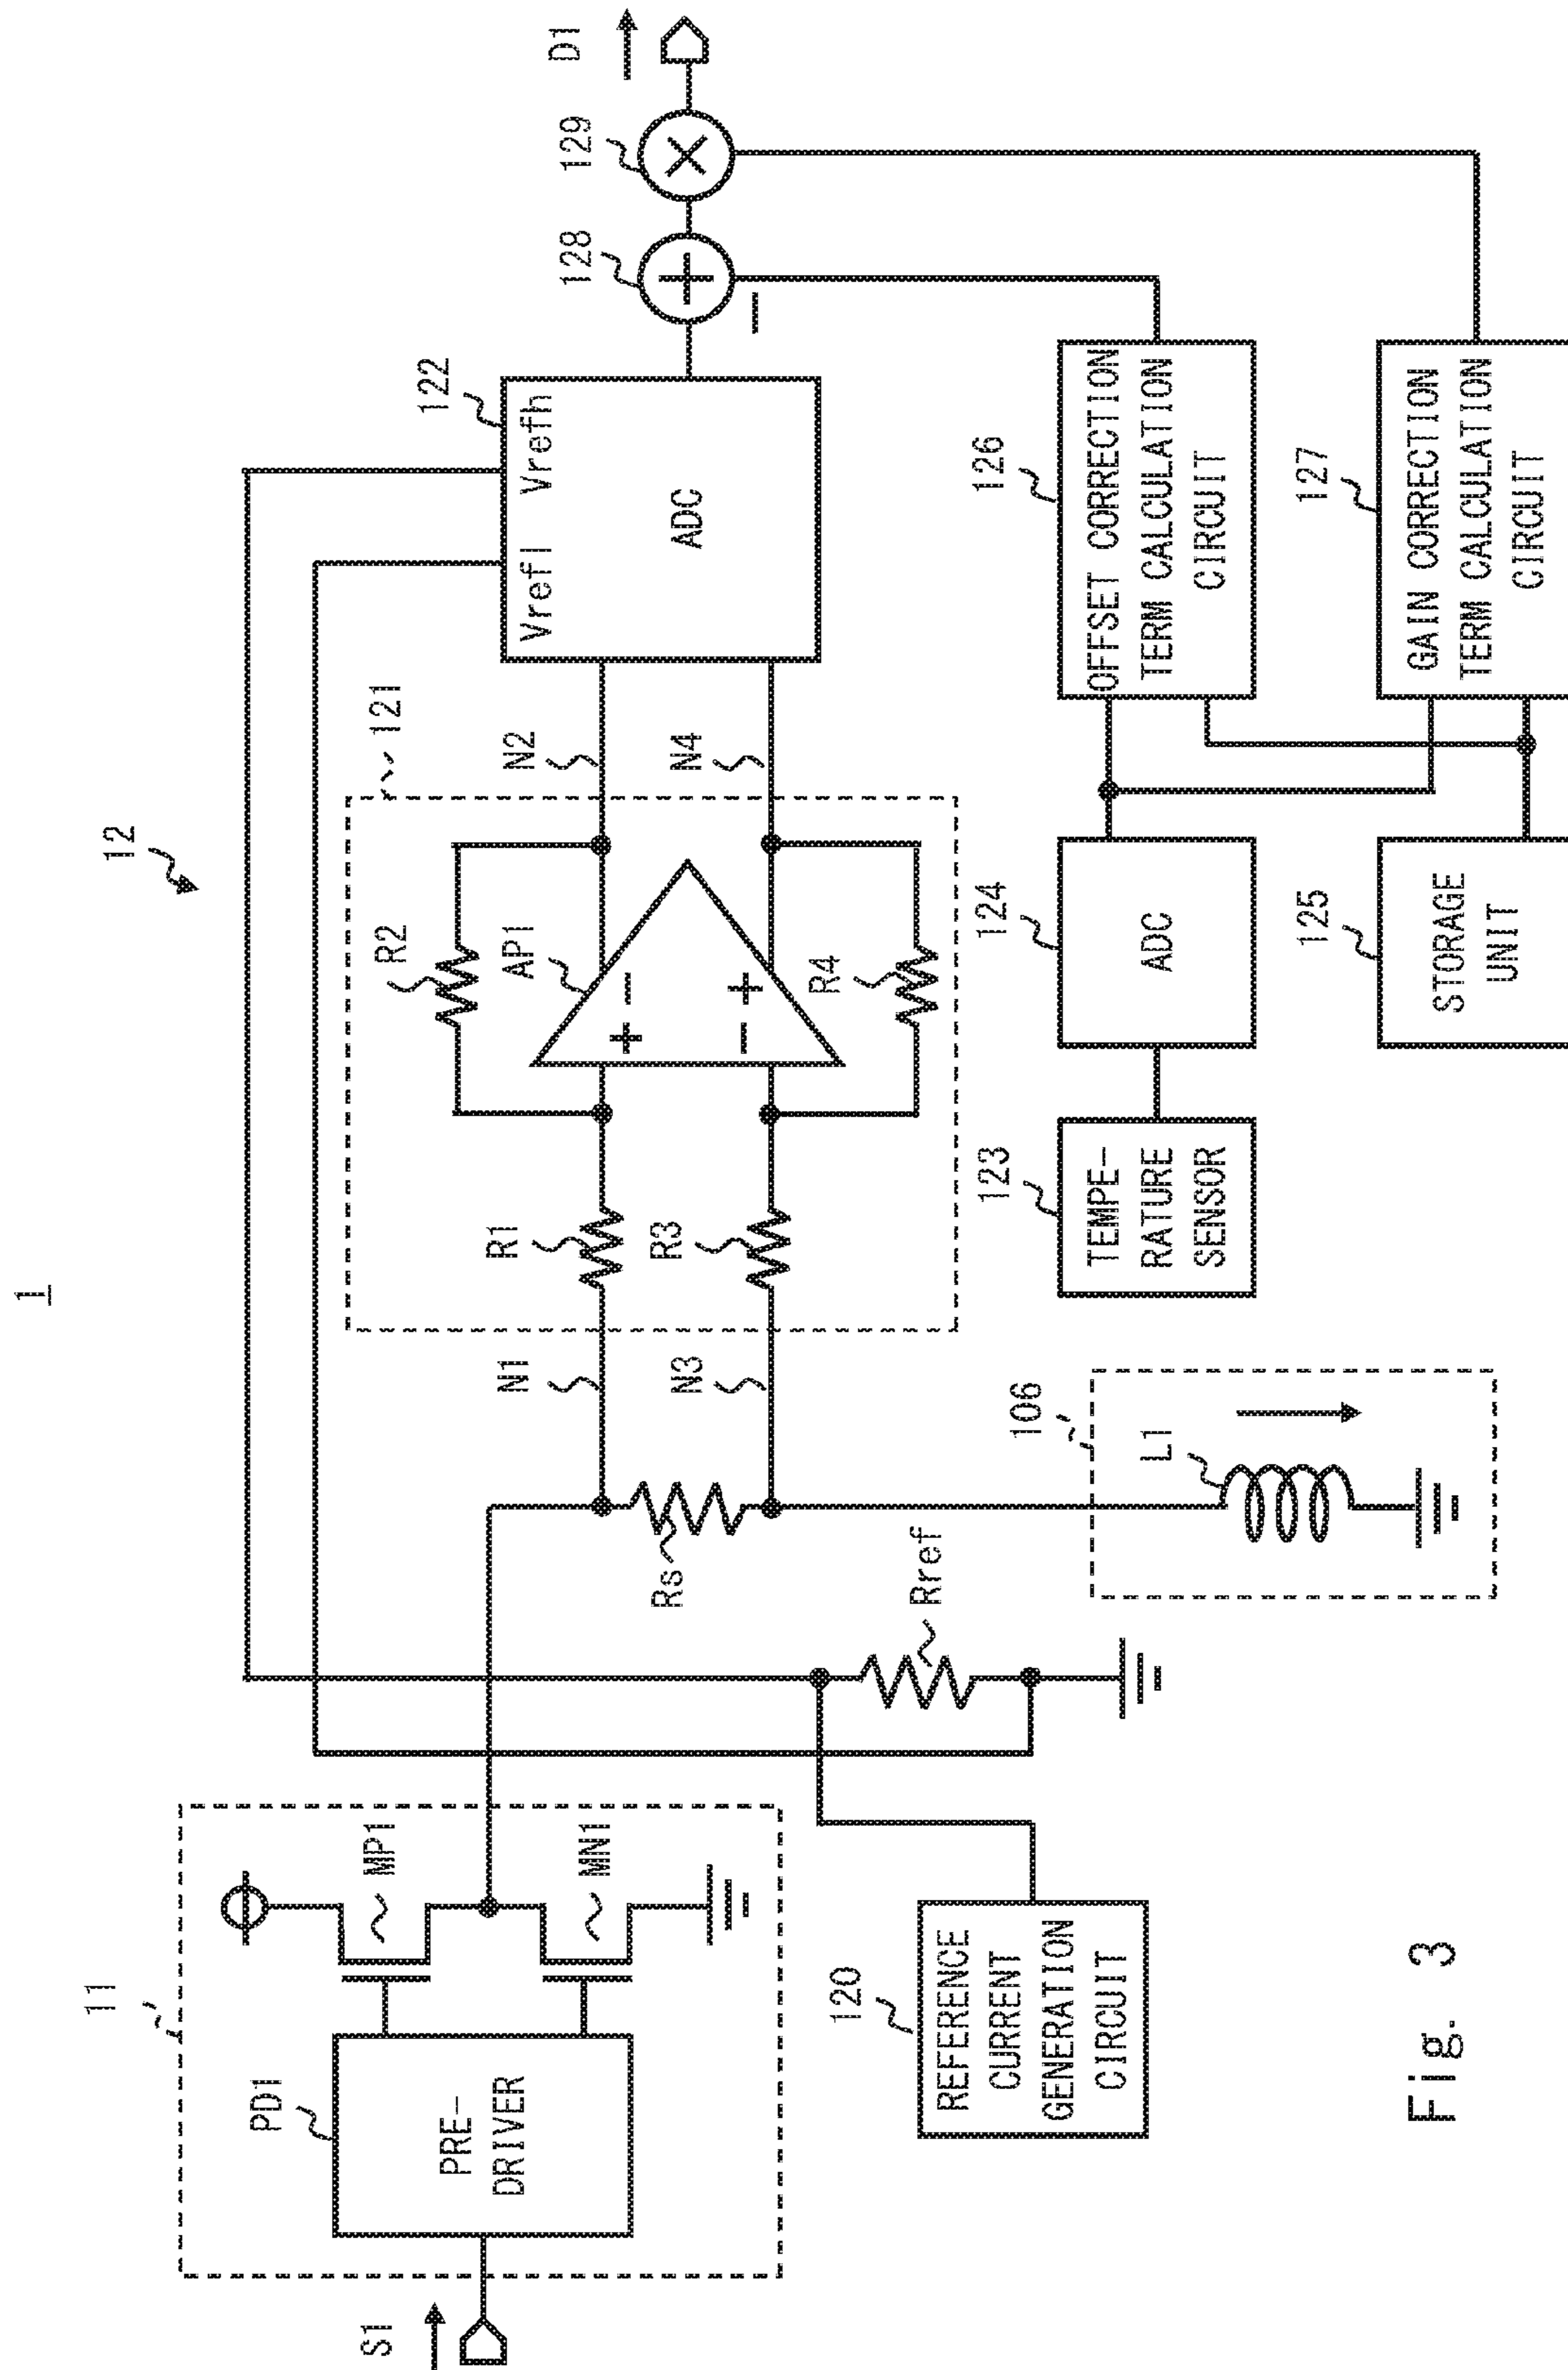 1
12
11
S1
PD1
PRE-
DRIVER
MP1
MN1
120
REFERENCE
CURRENT
GENERATION
CIRCUIT
Rref
Rs
106
L1
N1
N3
121
R1
R2
R3
R4
AP1
+
-
-
+
N2
N4
122
Vrefl
Vrefh
ADC
123
TEMPE-
RATURE
SENSOR
124
ADC
125
STORAGE
UNIT
126
OFFSET CORRECTION
TERM CALCULATION
CIRCUIT
127
GAIN CORRECTION
TERM CALCULATION
CIRCUIT
128
+
-
129
×
D1
Fig. 3